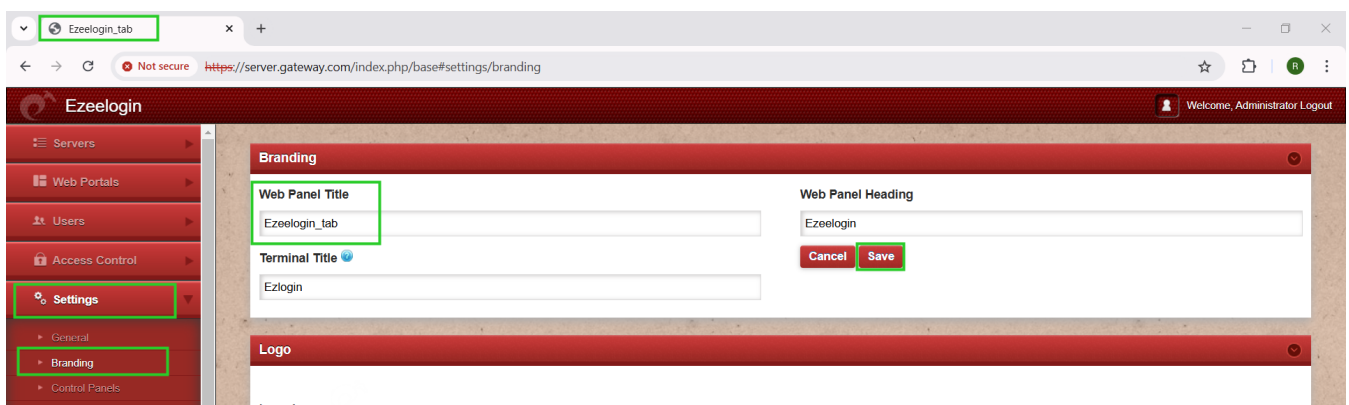 Ezeelogin_tab
Not secure https://server.gateway.com/index.php/base#settings/branding R
Ezeelogin Welcome, Administrator Logout
Servers
Web Portals
Users
Access Control
Settings
General
Branding
Control Panels
Branding
Web Panel Title
Ezeelogin_tab
Web Panel Heading
Ezeelogin
Terminal Title ?
Ezlogin
Cancel Save
Logo